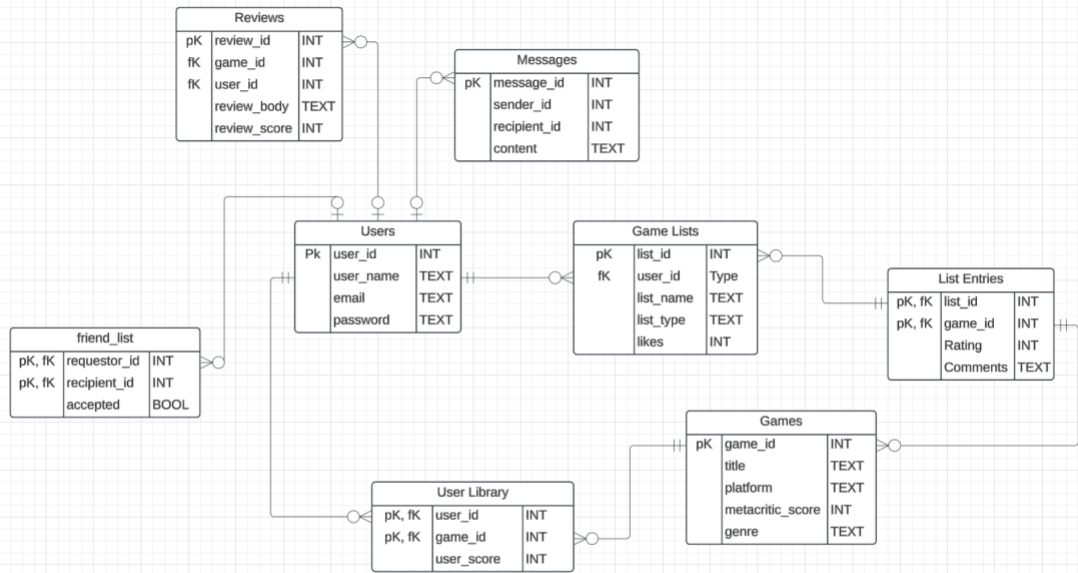 Reviews
pK review_id INT
fK game_id INT
fK user_id INT
review_body TEXT
review_score INT
Messages
pK message_id INT
sender_id INT
recipient_id INT
content TEXT
Users
Pk user_id INT
user_name TEXT
email TEXT
password TEXT
Game Lists
pK list_id INT
fK user_id Type
list_name TEXT
list_type TEXT
likes INT
List Entries
pK, fK list_id INT
pK, fK game_id INT
Rating INT
Comments TEXT
friend_list
pK, fK requestor_id INT
pK, fK recipient_id INT
accepted BOOL
Games
pK game_id INT
title TEXT
platform TEXT
metacritic_score INT
genre TEXT
User Library
pK, fK user_id INT
pK, fK game_id INT
user_score INT